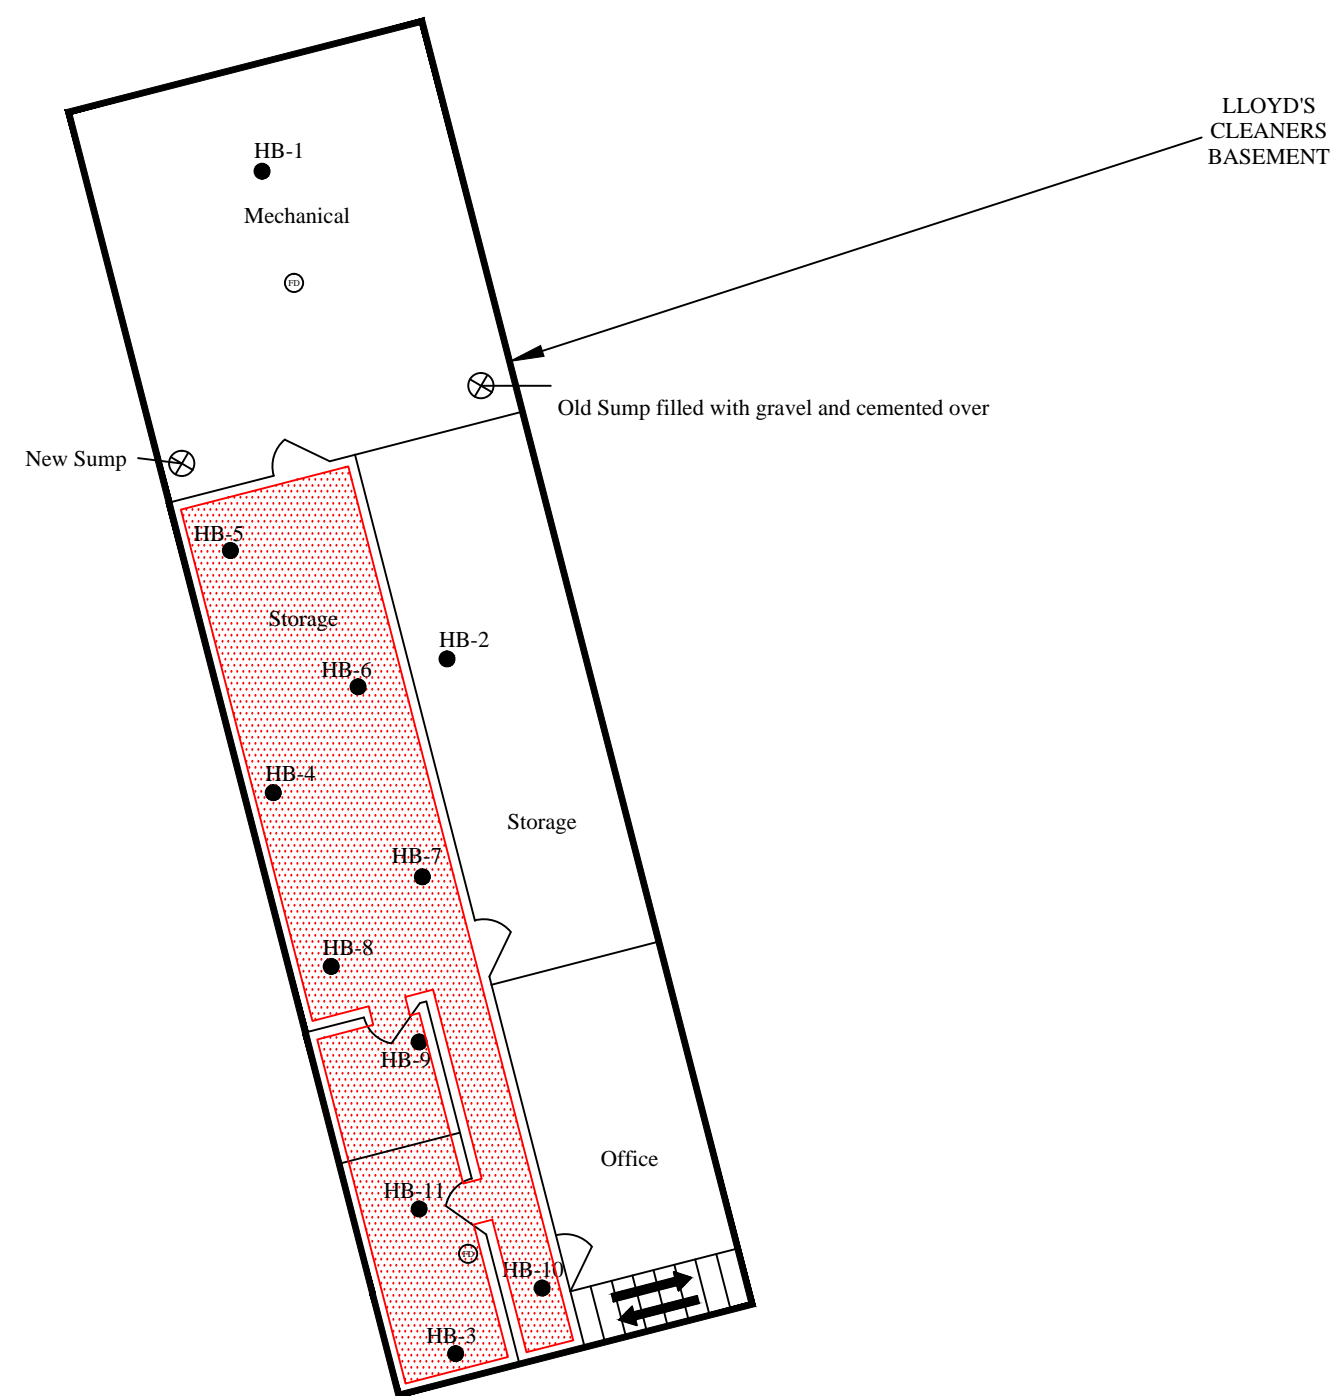 LLOYD'S
CLEANERS
BASEMENT
HB-1
Mechanical
FD
Old Sump filled with gravel and cemented over
New Sump
HB-5
Storage
HB-2
HB-6
HB-4
Storage
HB-7
HB-8
HB-9
Office
HB-11
FD
HB-10
HB-3